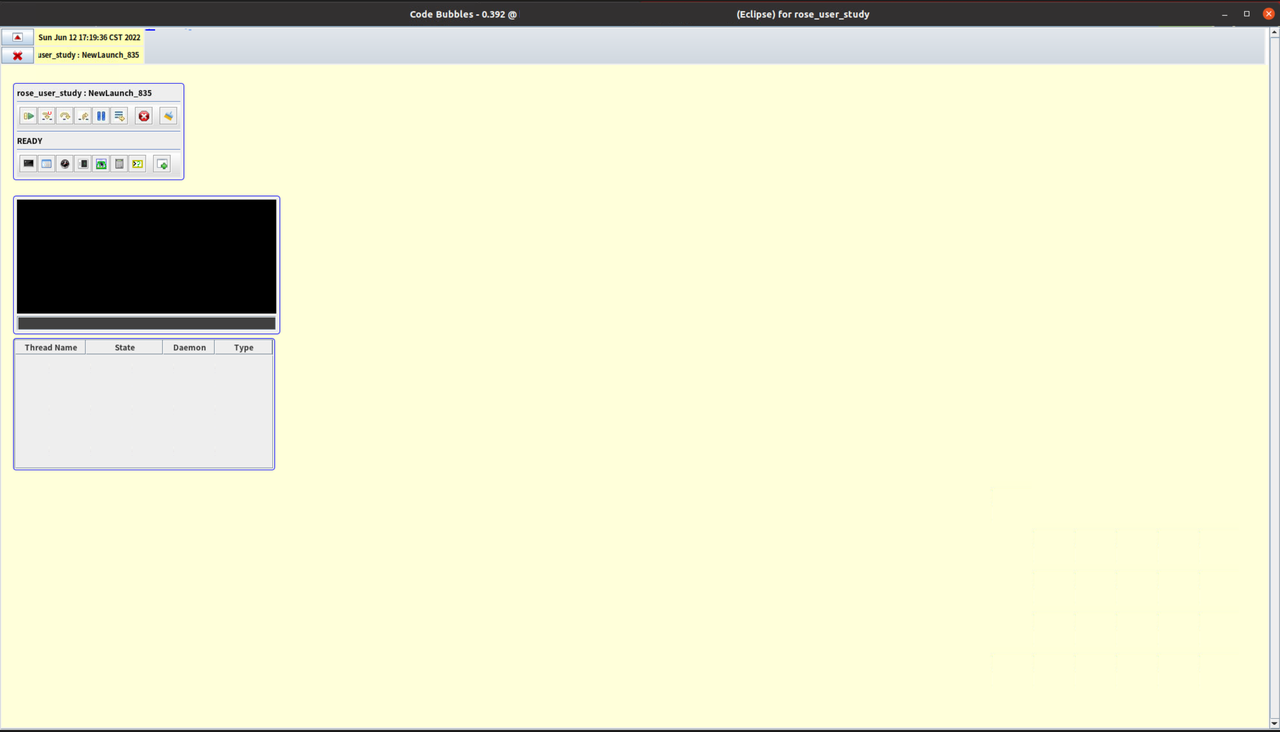 Code Bubbles - 0.392 @ (Eclipse) for rose_user_study
Sun Jun 12 17:19:36 CST 2022
user_study : NewLaunch_835
rose_user_study : NewLaunch_835
READY
Thread Name State Daemon Type